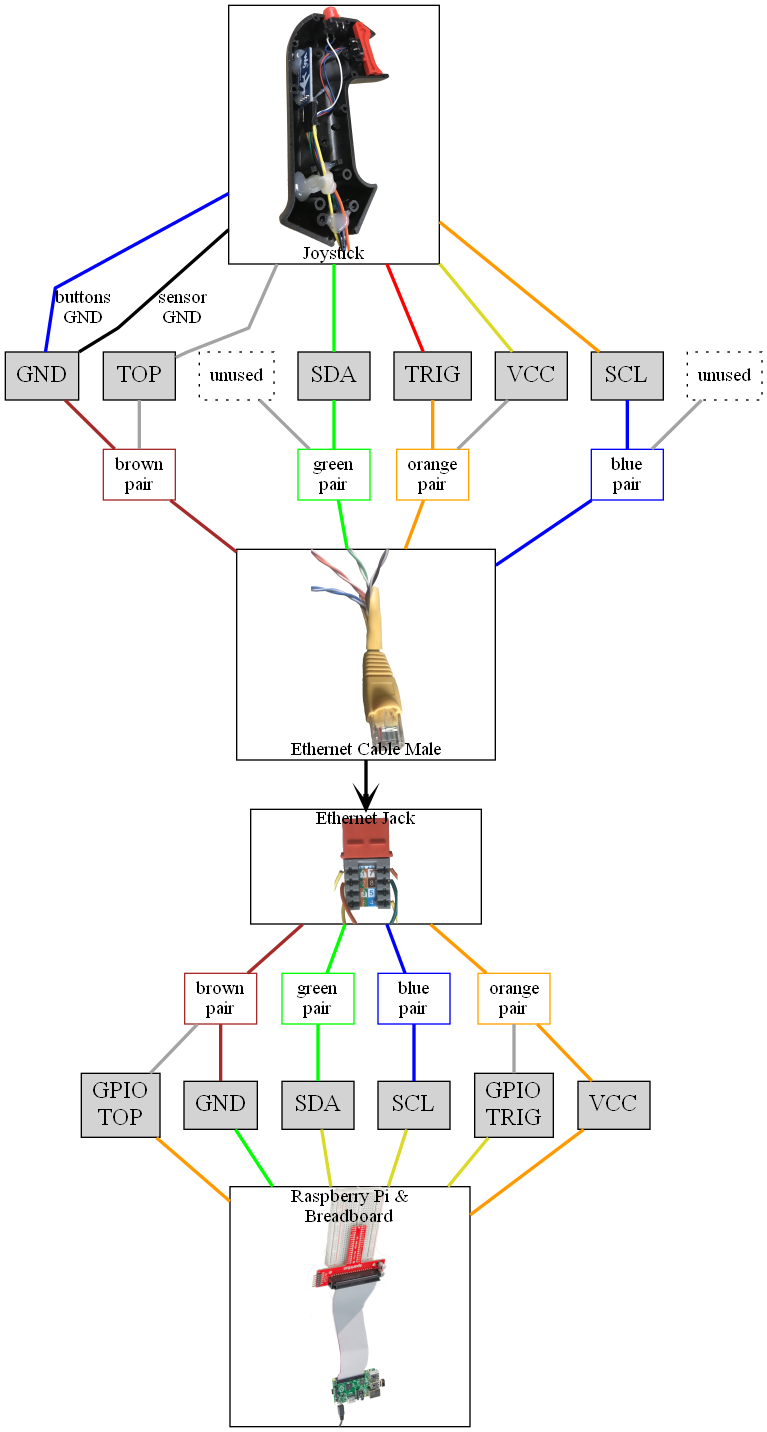 Joystick
buttons
GND
sensor
GND
GND
TOP
unused
SDA
TRIG
VCC
SCL
unused
brown
pair
green
pair
orange
pair
blue
pair
Ethernet Cable Male
Ethernet Jack
brown
pair
green
pair
blue
pair
orange
pair
GPIO
TOP
GND
SDA
SCL
GPIO
TRIG
VCC
Raspberry Pi &
Breadboard